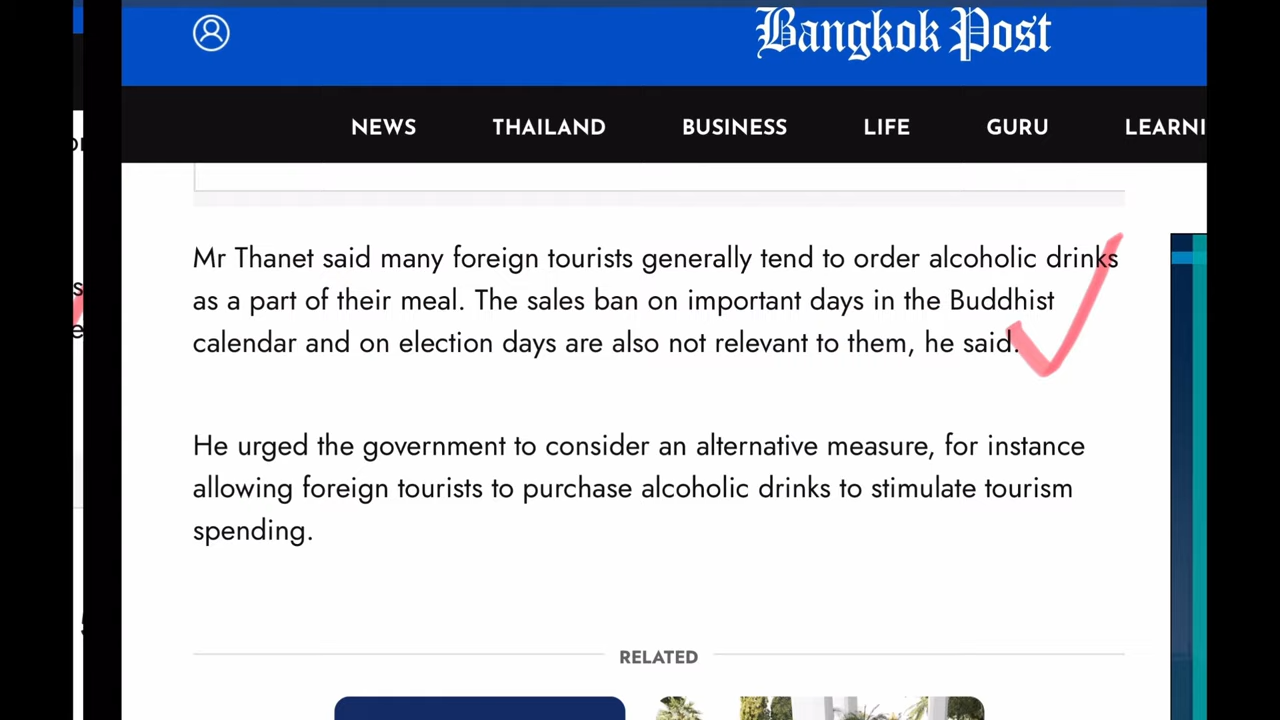 Bangkok Post
NEWS THAILAND BUSINESS LIFE GURU LEARNI
Mr Thanet said many foreign tourists generally tend to order alcoholic drinks
as a part of their meal. The sales ban on important days in the Buddhist
calendar and on election days are also not relevant to them, he said.
He urged the government to consider an alternative measure, for instance
allowing foreign tourists to purchase alcoholic drinks to stimulate tourism
spending.
RELATED